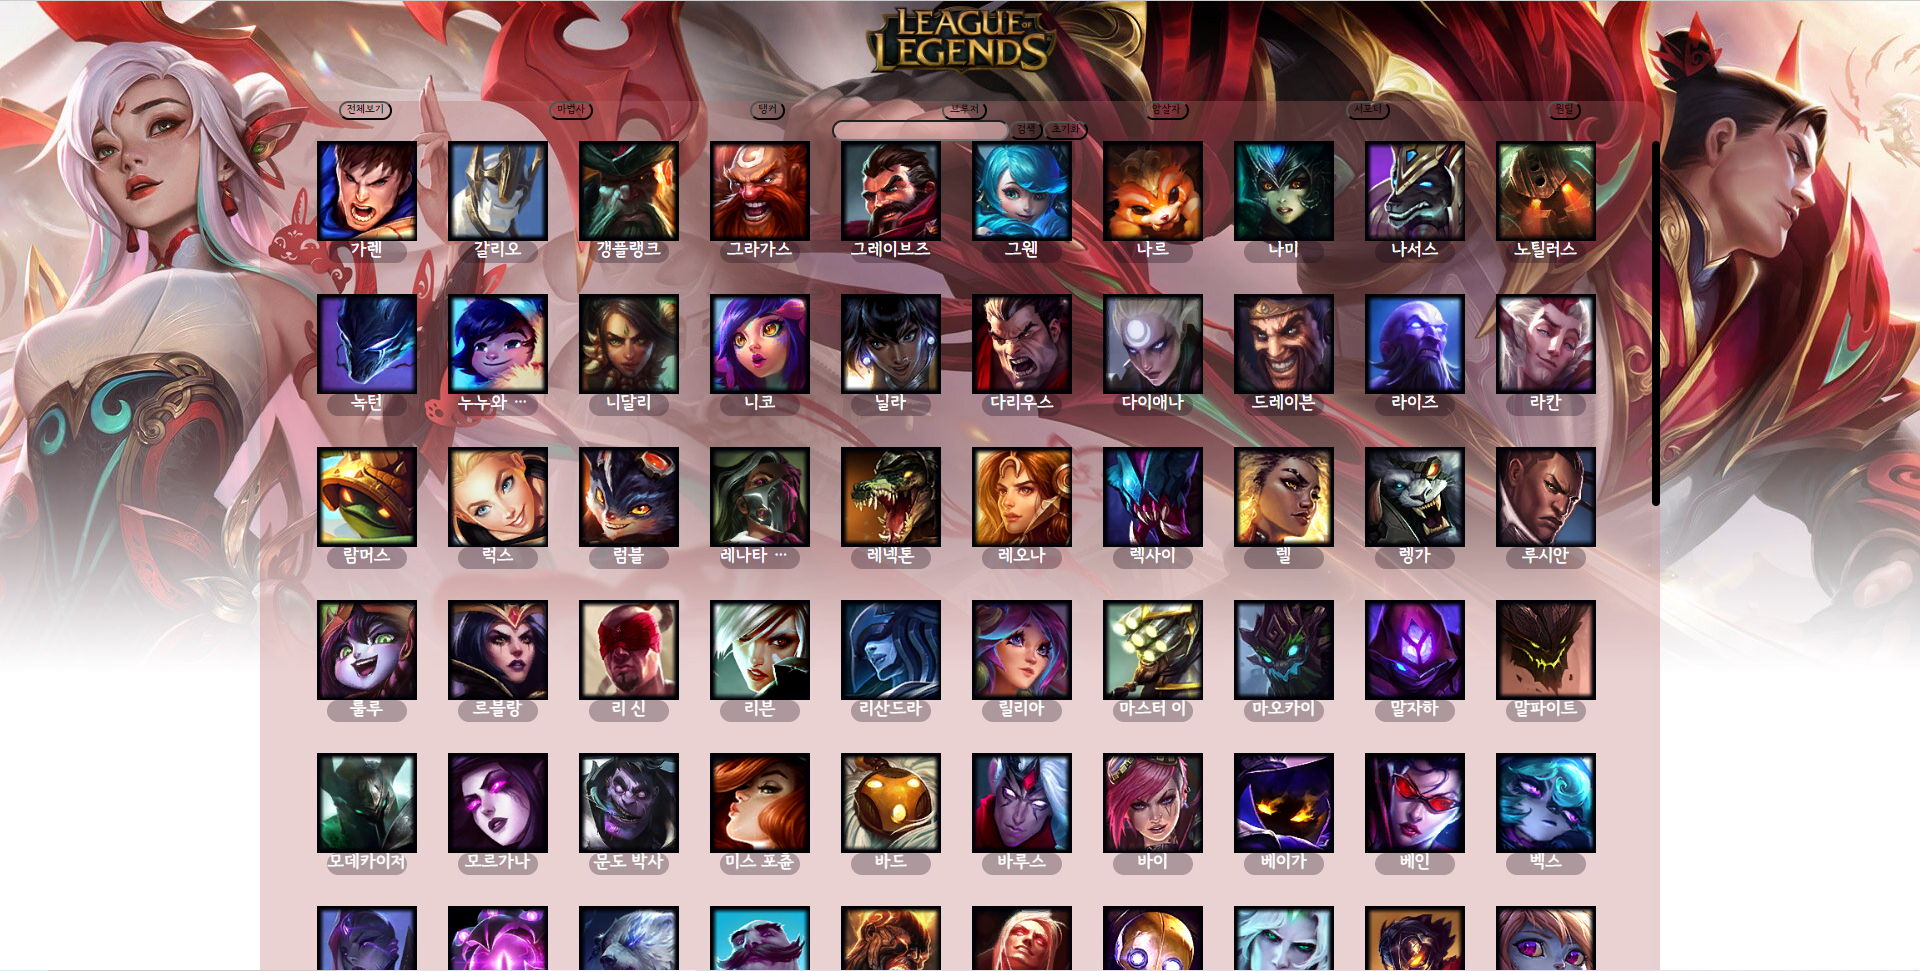 LEAGUE OF LEGENDS
전체보기 마법사 탱커 브루저 암살자 서포터 원딜
검색 초기화
가렌 갈리오 갱플랭크 그라가스 그레이브즈 그웬 나르 나미 나서스 노틸러스
녹턴 누누와 ... 니달리 니코 닐라 다리우스 다이애나 드레이븐 라이즈 라칸
람머스 럭스 럼블 레나타 ... 레넥톤 레오나 렉사이 렐 렝가 루시안
룰루 르블랑 리 신 리븐 리산드라 릴리아 마스터 이 마오카이 말자하 말파이트
모데카이저 모르가나 문도 박사 미스 포츈 바드 바루스 바이 베이가 베인 벡스